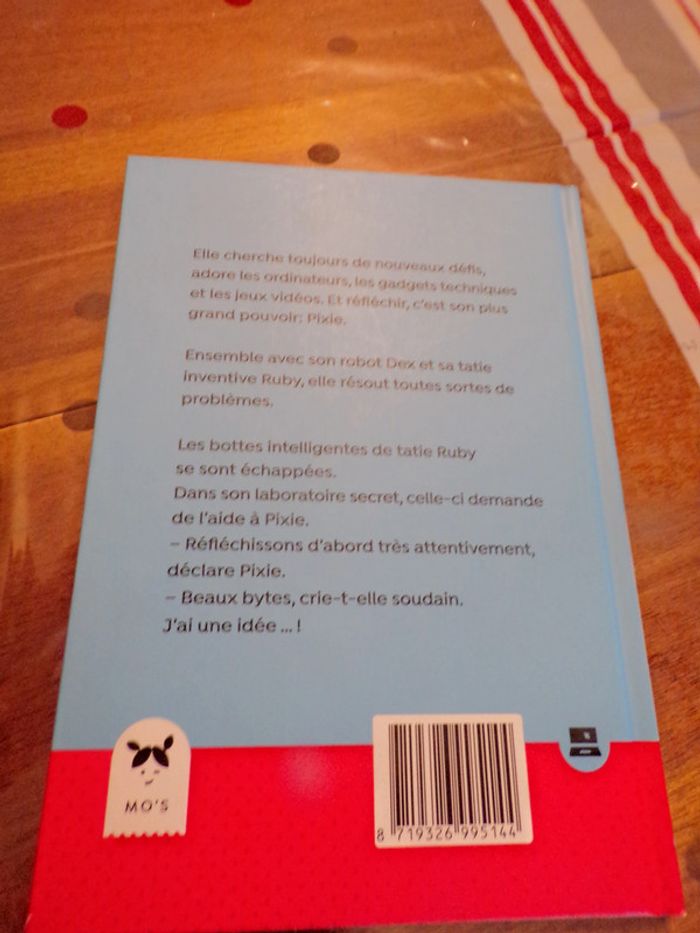 Elle cherche toujours de nouveaux défis,
adore les ordinateurs, les gadgets techniques
et les jeux vidéos. Et réfléchir, c'est son plus
grand pouvoir: Pixie.
Ensemble avec son robot Dex et sa tatie
inventive Ruby, elle résout toutes sortes de
problèmes.
Les bottes intelligentes de tatie Ruby
se sont échappées.
Dans son laboratoire secret, celle-ci demande
de l'aide à Pixie.
– Réfléchissons d'abord très attentivement,
déclare Pixie.
– Beaux bytes, crie-t-elle soudain.
J'ai une idée ... !
MO'S
8 719326 995144